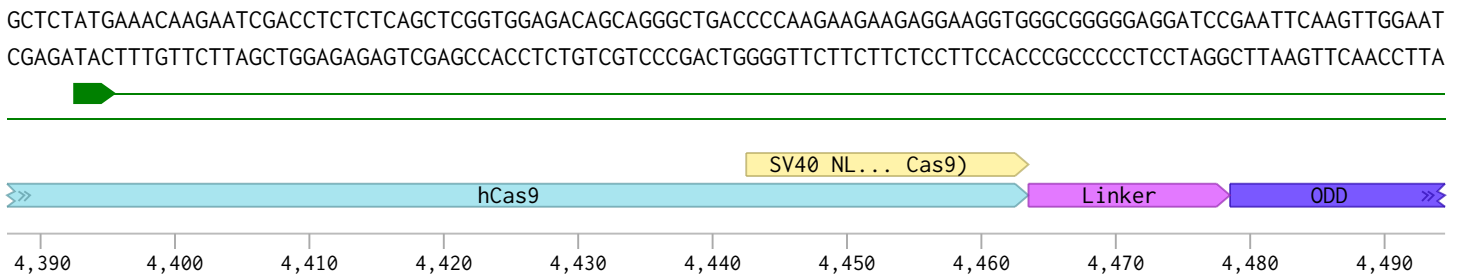 GCTCTATGAAACAAGAATCGACCTCTCTCAGCTCGGTGGAGACAGCAGGGCTGACCCCAAGAAGAAGAGGAAGGTGGGCGGGGGAGGATCCGAATTCAAGTTGGAAT
CGAGATACTTTGTTCTTAGCTGGAGAGAGTCGAGCCACCTCTGTCGTCCCGACTGGGGTTCTTCTTCTCCTTCCACCCGCCCCCTCCTAGGCTTAAGTTCAACCTTA
SV40 NL... Cas9)
hCas9 Linker ODD
4,390 4,400 4,410 4,420 4,430 4,440 4,450 4,460 4,470 4,480 4,490